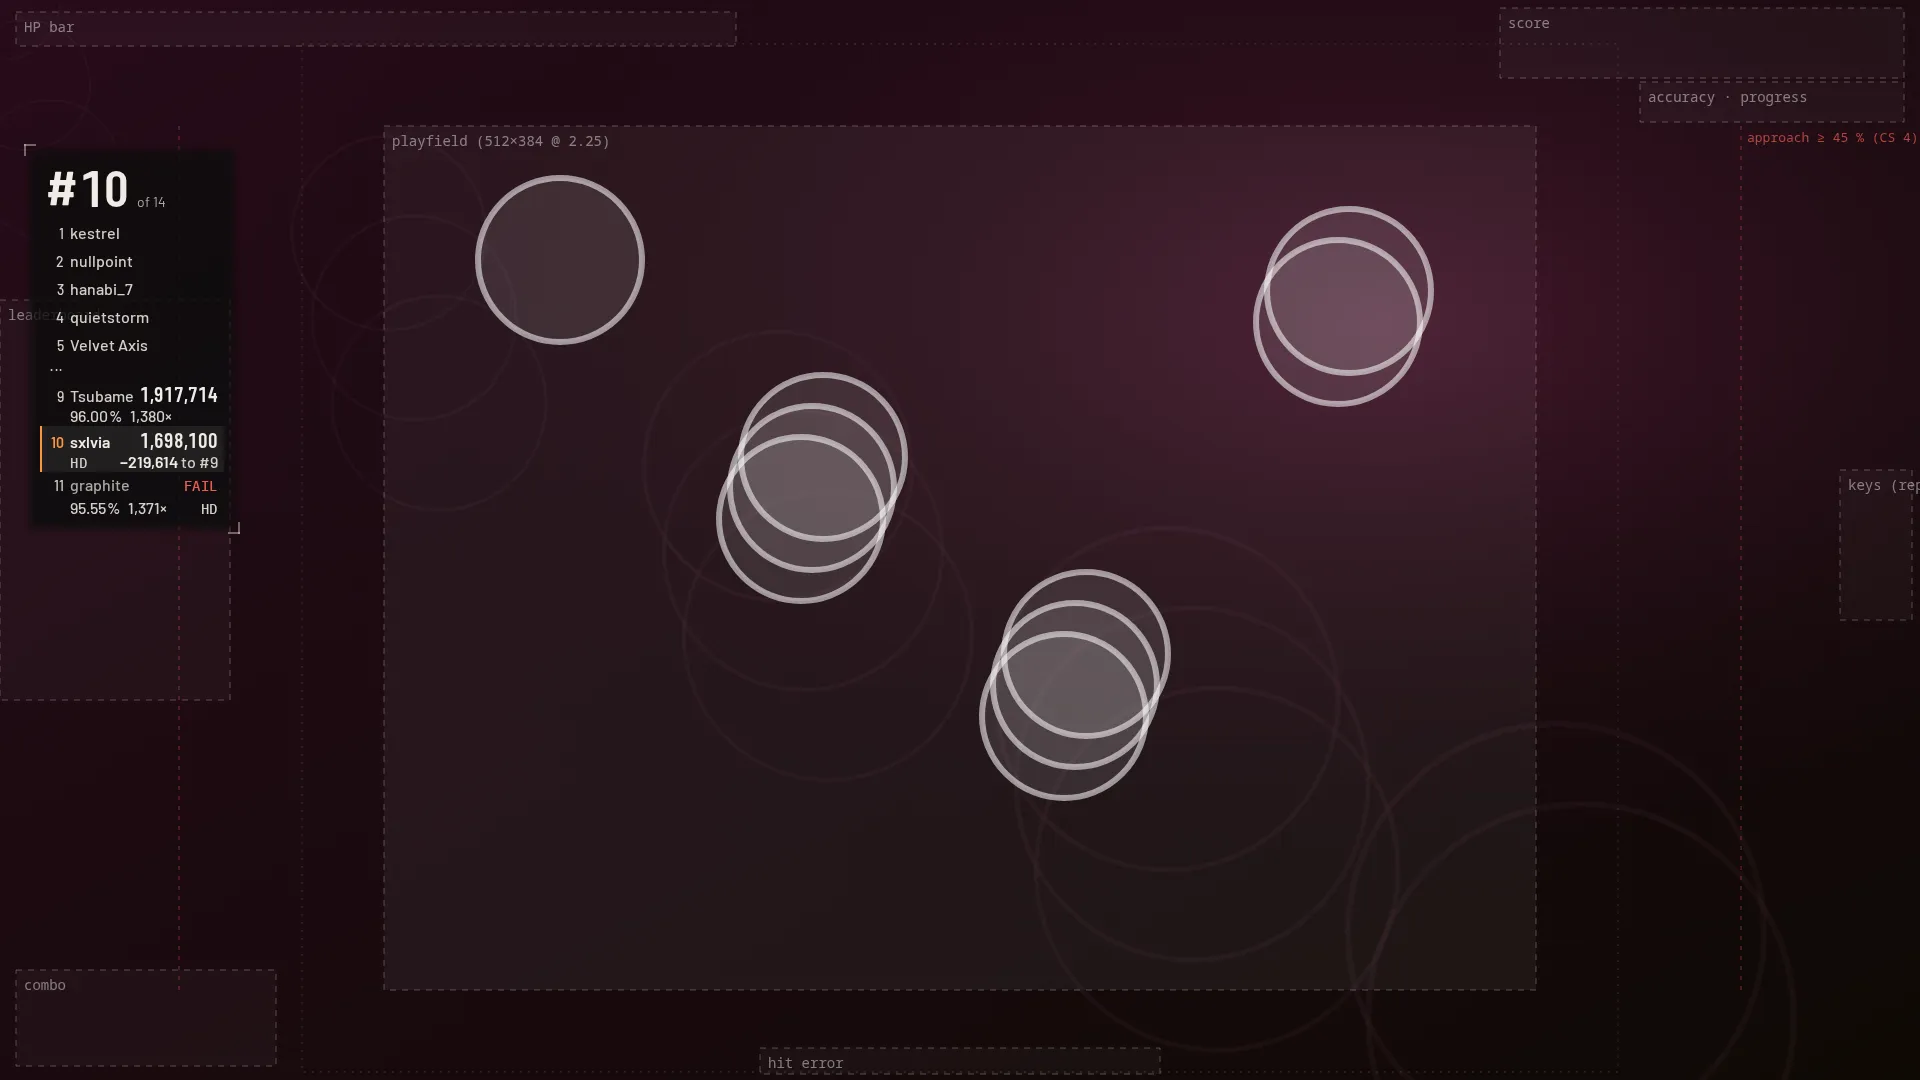 HP bar
score
accuracy · progress
approach ≥ 45 % (CS 4)
playfield (512×384 @ 2.25)
#10 of 14
1 kestrel
2 nullpoint
3 hanabi_7
4 quietstorm
5 Velvet Axis
...
9 Tsubame 1,917,714
96.00% 1,380×
10 sxlvia 1,698,100
HD −219,614 to #9
11 graphite FAIL
95.55% 1,371× HD
combo
hit error